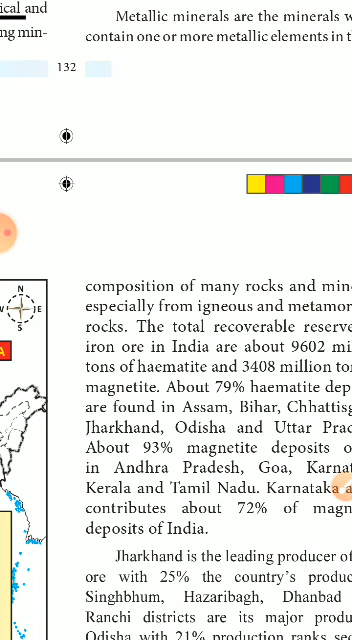 ical and
ng min-
Metallic minerals are the minerals w
contain one or more metallic elements in t
132
composition of many rocks and min
especially from igneous and metamor
rocks. The total recoverable reserve
iron ore in India are about 9602 mi
tons of haematite and 3408 million to
magnetite. About 79% haematite dep
are found in Assam, Bihar, Chhattisg
Jharkhand, Odisha and Uttar Prad
About 93% magnetite deposits o
in Andhra Pradesh, Goa, Karnat
Kerala and Tamil Nadu. Karnataka a
contributes about 72% of magn
deposits of India.
Jharkhand is the leading producer of
ore with 25% the country’s produc
Singhbhum, Hazaribagh, Dhanbad
Ranchi districts are its major produ
Odisha with 21% production ranks sec
N
W E
S
A